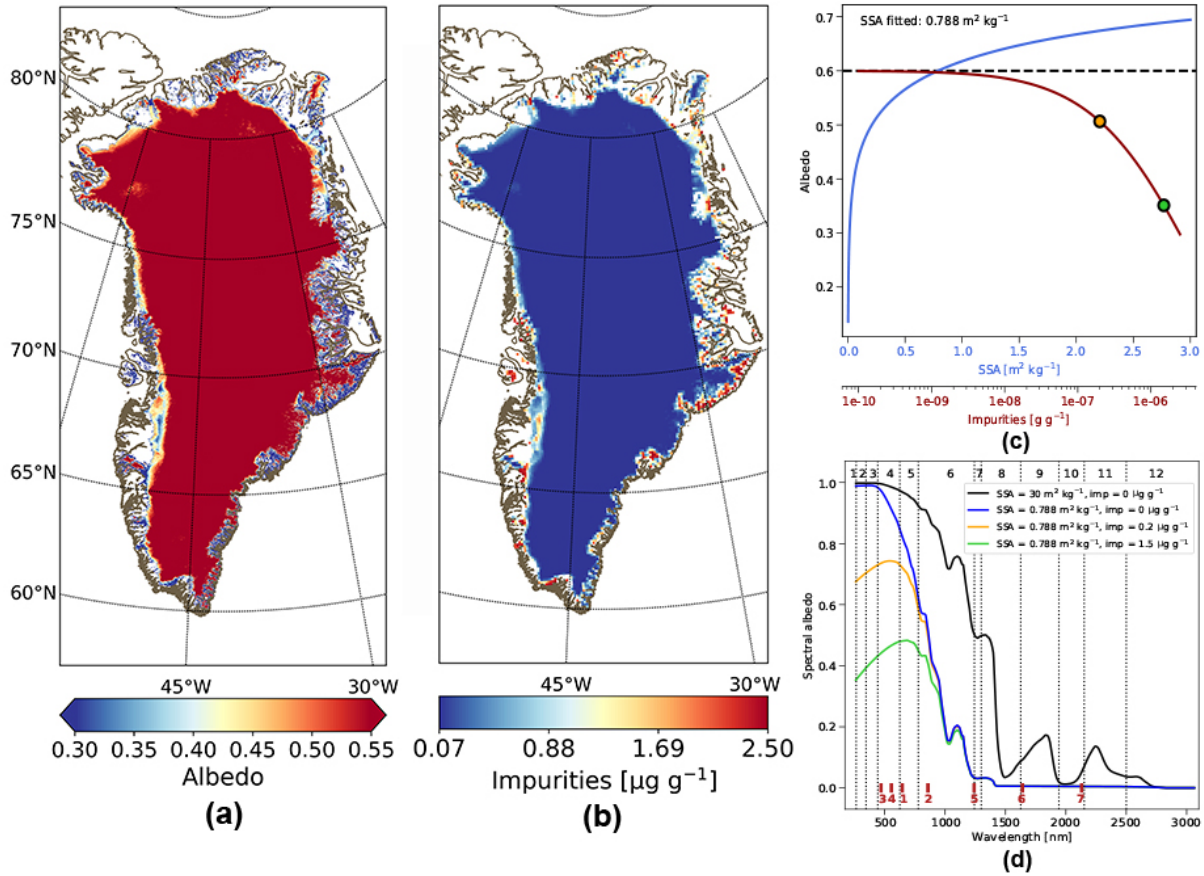 80°N
75°N
70°N
65°N
60°N
45°W 30°W
0.30 0.35 0.40 0.45 0.50 0.55
Albedo
(a)
45°W 30°W
0.07 0.88 1.69 2.50
Impurities [µg g⁻¹]
(b)
SSA fitted: 0.788 m² kg⁻¹
0.7
0.6
0.5
0.4
0.3
0.2
Albedo
0.0 0.5 1.0 1.5 2.0 2.5 3.0
SSA [m² kg⁻¹]
1e-10 1e-09 1e-08 1e-07 1e-06
Impurities [g g⁻¹]
(c)
1 2 3 4 5 6 7 8 9 10 11 12
SSA = 30 m² kg⁻¹, imp = 0 µg g⁻¹
SSA = 0.788 m² kg⁻¹, imp = 0 µg g⁻¹
SSA = 0.788 m² kg⁻¹, imp = 0.2 µg g⁻¹
SSA = 0.788 m² kg⁻¹, imp = 1.5 µg g⁻¹
1.0
0.8
0.6
0.4
0.2
0.0
Spectral albedo
3 4 1 2 5 6 7
500 1000 1500 2000 2500 3000
Wavelength [nm]
(d)